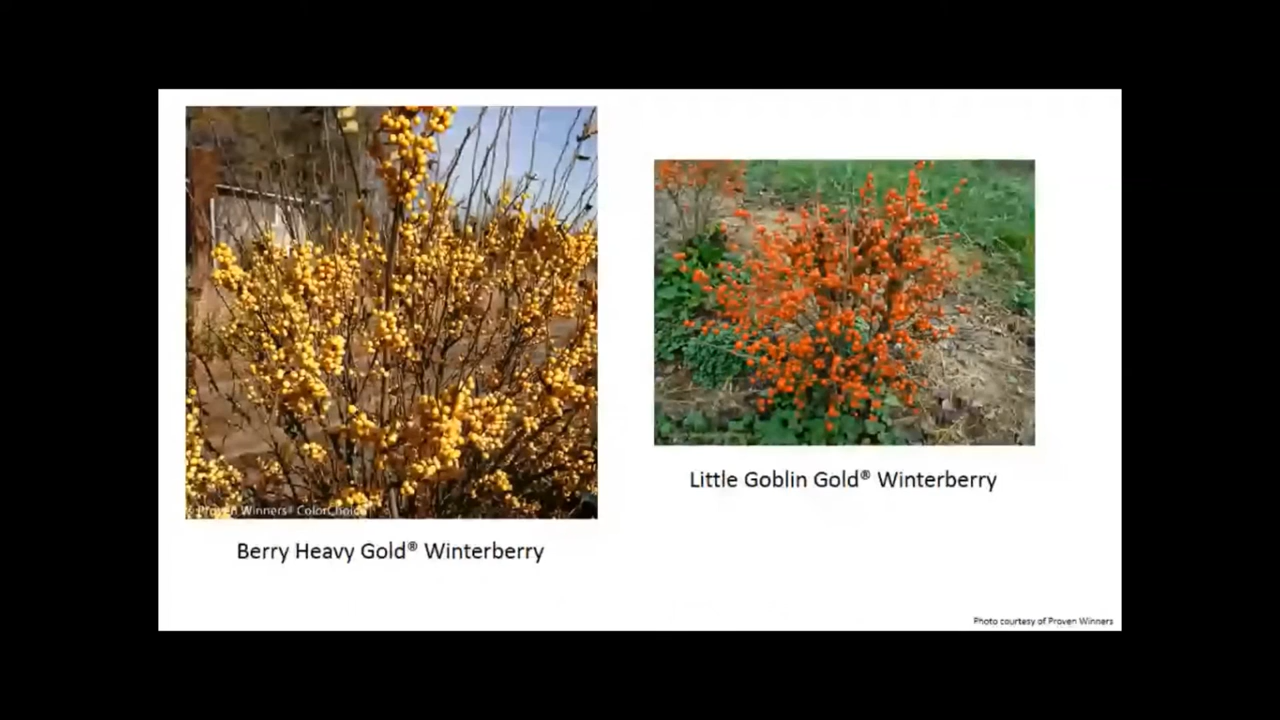 Proven Winners® ColorChoice
Berry Heavy Gold® Winterberry
Little Goblin Gold® Winterberry
Photo courtesy of Proven Winners